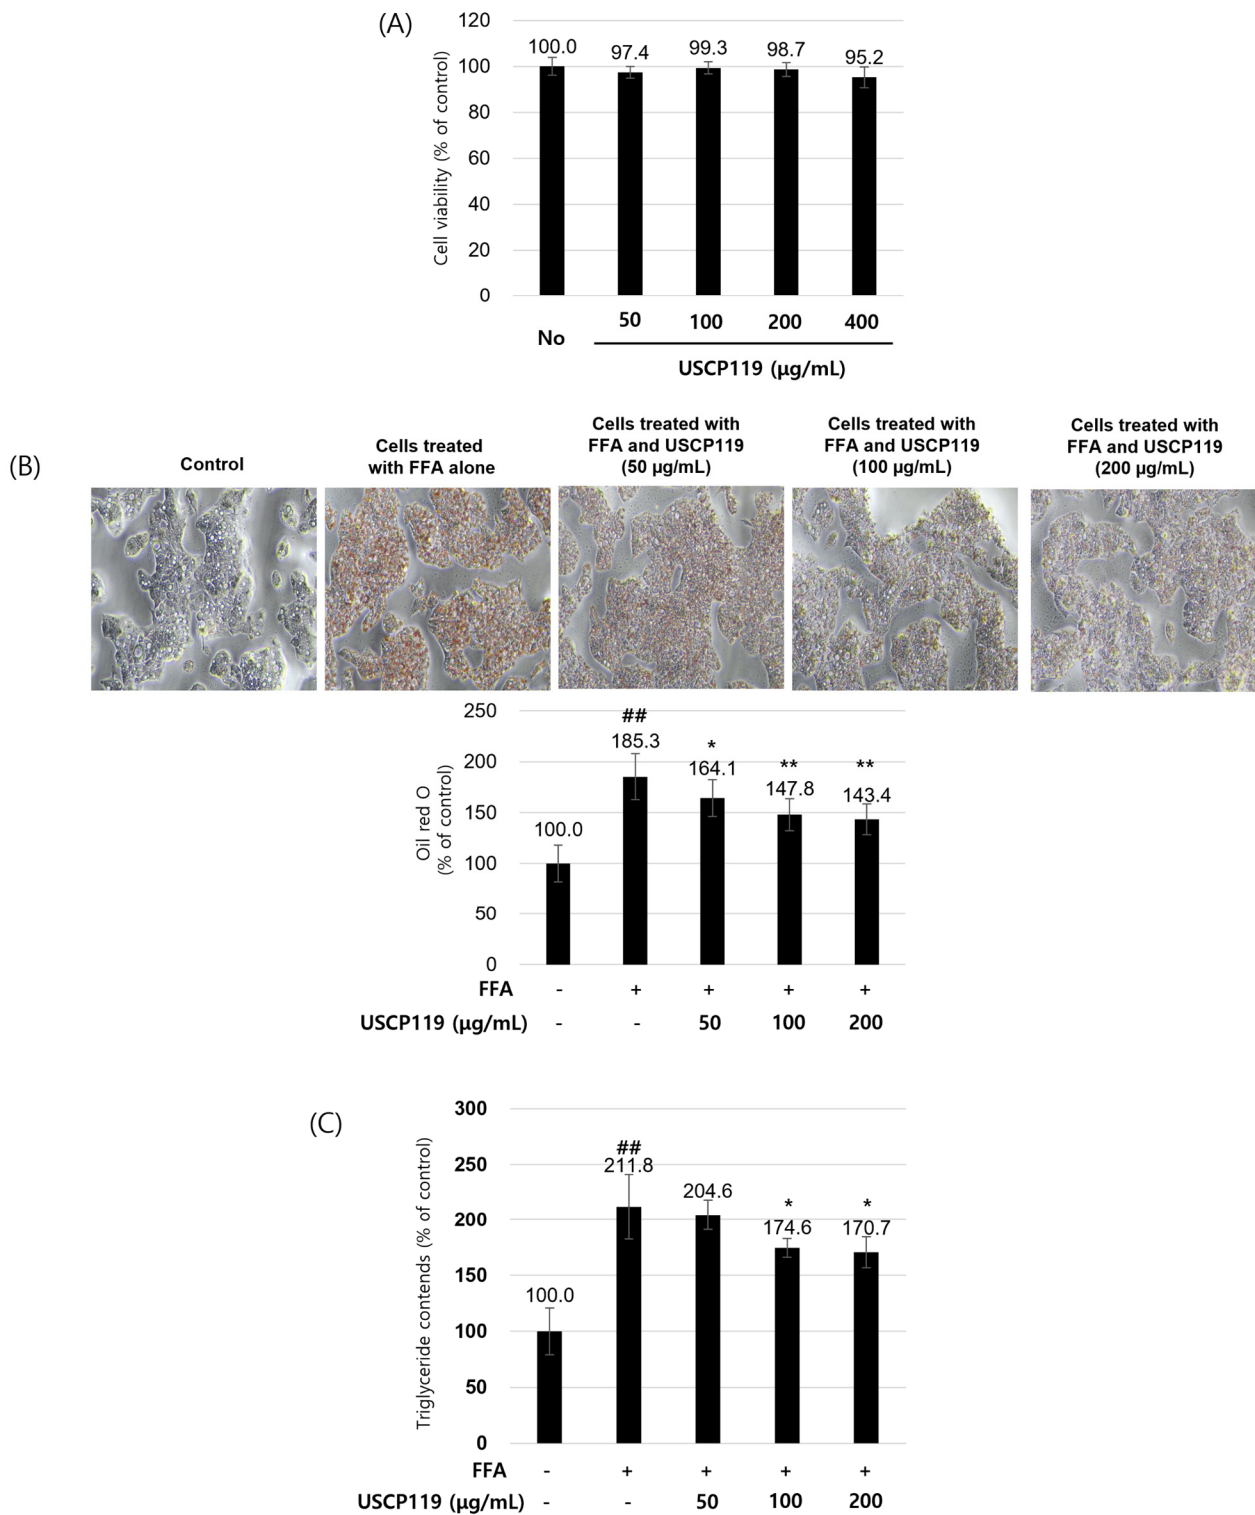 (A)
Cell viability (% of control)
120
100
80
60
40
20
0
100.0
97.4
99.3
98.7
95.2
No
50
100
200
400
USCP119 (μg/mL)
(B)
Control
Cells treated
with FFA alone
Cells treated with
FFA and USCP119
(50 μg/mL)
Cells treated with
FFA and USCP119
(100 μg/mL)
Cells treated with
FFA and USCP119
(200 μg/mL)
Oil red O
(% of control)
250
200
150
100
50
0
100.0
##
185.3
*
164.1
**
147.8
**
143.4
FFA - + + + +
USCP119 (μg/mL) - - 50 100 200
(C)
Triglyceride contends (% of control)
300
250
200
150
100
50
0
100.0
##
211.8
204.6
*
174.6
*
170.7
FFA - + + + +
USCP119 (μg/mL) - - 50 100 200